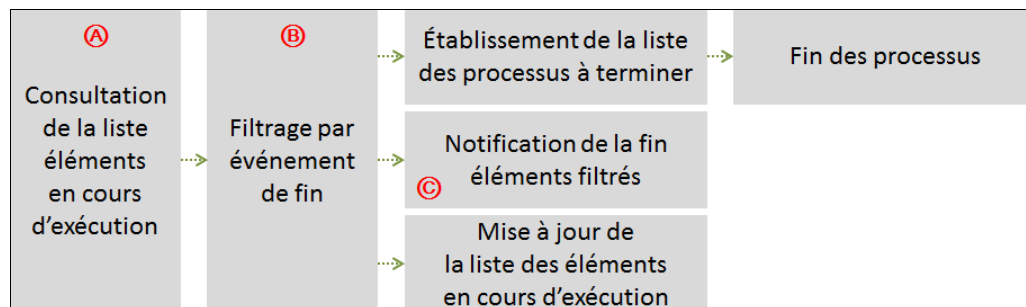 Ⓐ
Consultation
de la liste
éléments
en cours
d'exécution
Ⓑ
Filtrage par
événement
de fin
Établissement de la liste
des processus à terminer
Fin des processus
Notification de la fin
éléments filtrés
Ⓒ
Mise à jour de
la liste des éléments
en cours d'exécution